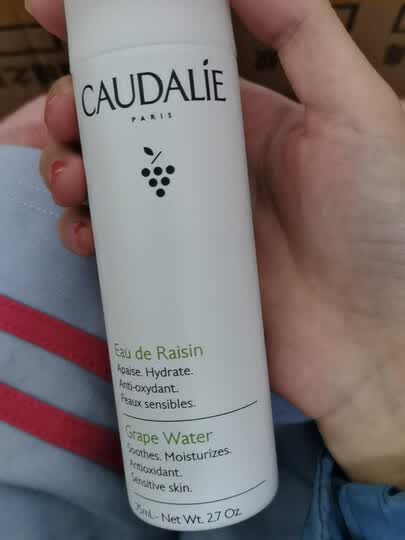 CAUDALÍE
PARIS
Eau de Raisin
Apaise. Hydrate.
Anti-oxydant.
Peaux sensibles.
Grape Water
Soothes. Moisturizes.
Antioxidant.
Sensitive skin.
75mL - Net Wt. 2.7 Oz